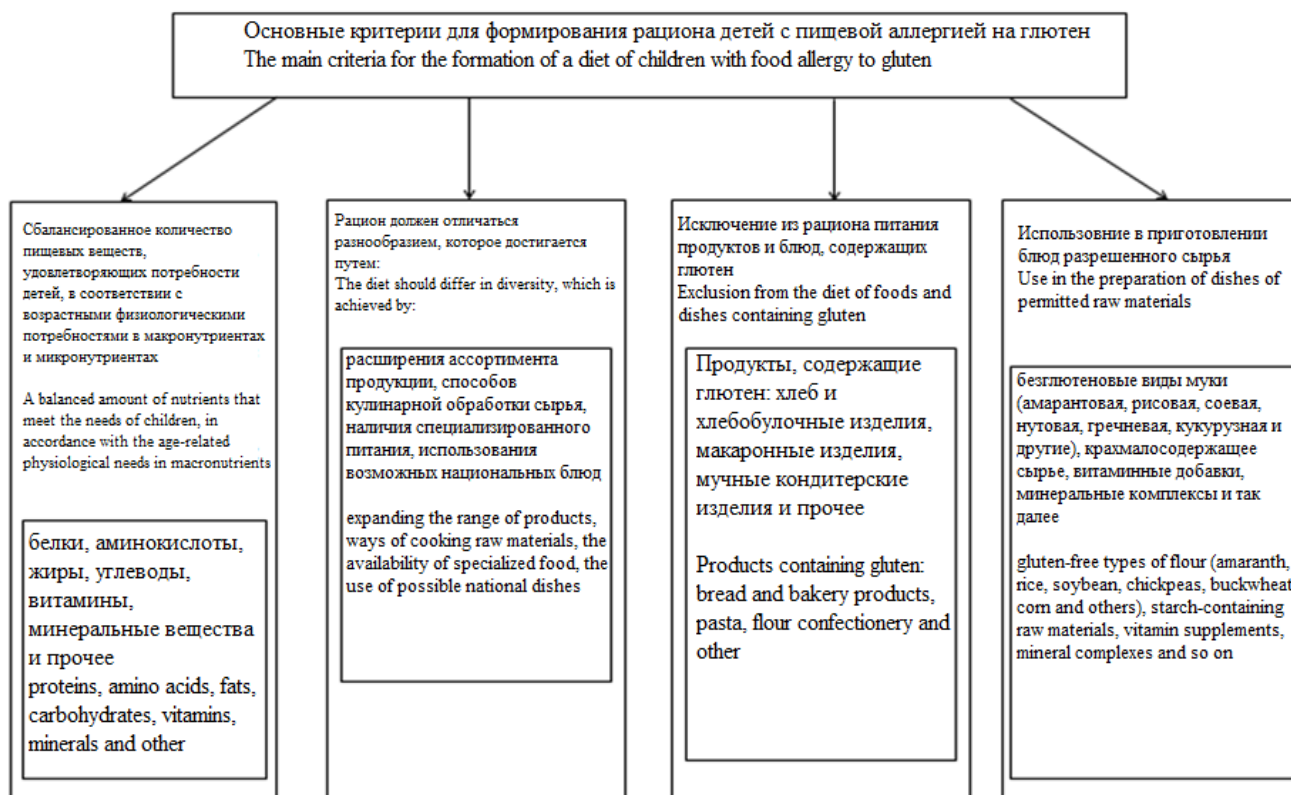 Основные критерии для формирования рациона детей с пищевой аллергией на глютен
The main criteria for the formation of a diet of children with food allergy to gluten
Сбалансированное количество
пищевых веществ,
удовлетворяющих потребности
детей, в соответствии с
возрастными физиологическими
потребностями в макронутриентах
и микронутриентах
A balanced amount of nutrients that
meet the needs of children, in
accordance with the age-related
physiological needs in macronutrients
белки, аминокислоты,
жиры, углеводы,
витамины,
минеральные вещества
и прочее
proteins, amino acids, fats,
carbohydrates, vitamins,
minerals and other
Рацион должен отличаться
разнообразием, которое достигается
путем:
The diet should differ in diversity, which is
achieved by:
расширения ассортимента
продукции, способов
кулинарной обработки сырья,
наличия специализированного
питания, использования
возможных национальных блюд
expanding the range of products,
ways of cooking raw materials, the
availability of specialized food, the
use of possible national dishes
Исключение из рациона питания
продуктов и блюд, содержащих
глютен
Exclusion from the diet of foods and
dishes containing gluten
Продукты, содержащие
глютен: хлеб и
хлебобулочные изделия,
макаронные изделия,
мучные кондитерские
изделия и прочее
Products containing gluten:
bread and bakery products,
pasta, flour confectionery and
other
Использовние в приготовлении
блюд разрешенного сырья
Use in the preparation of dishes of
permitted raw materials
безглютеновые виды муки
(амарантовая, рисовая, соевая,
нутовая, гречневая, кукурузная и
другие), крахмалосодержащее
сырье, витаминные добавки,
минеральные комплексы и так
далее
gluten-free types of flour (amaranth,
rice, soybean, chickpeas, buckwheat
corn and others), starch-containing
raw materials, vitamin supplements,
mineral complexes and so on